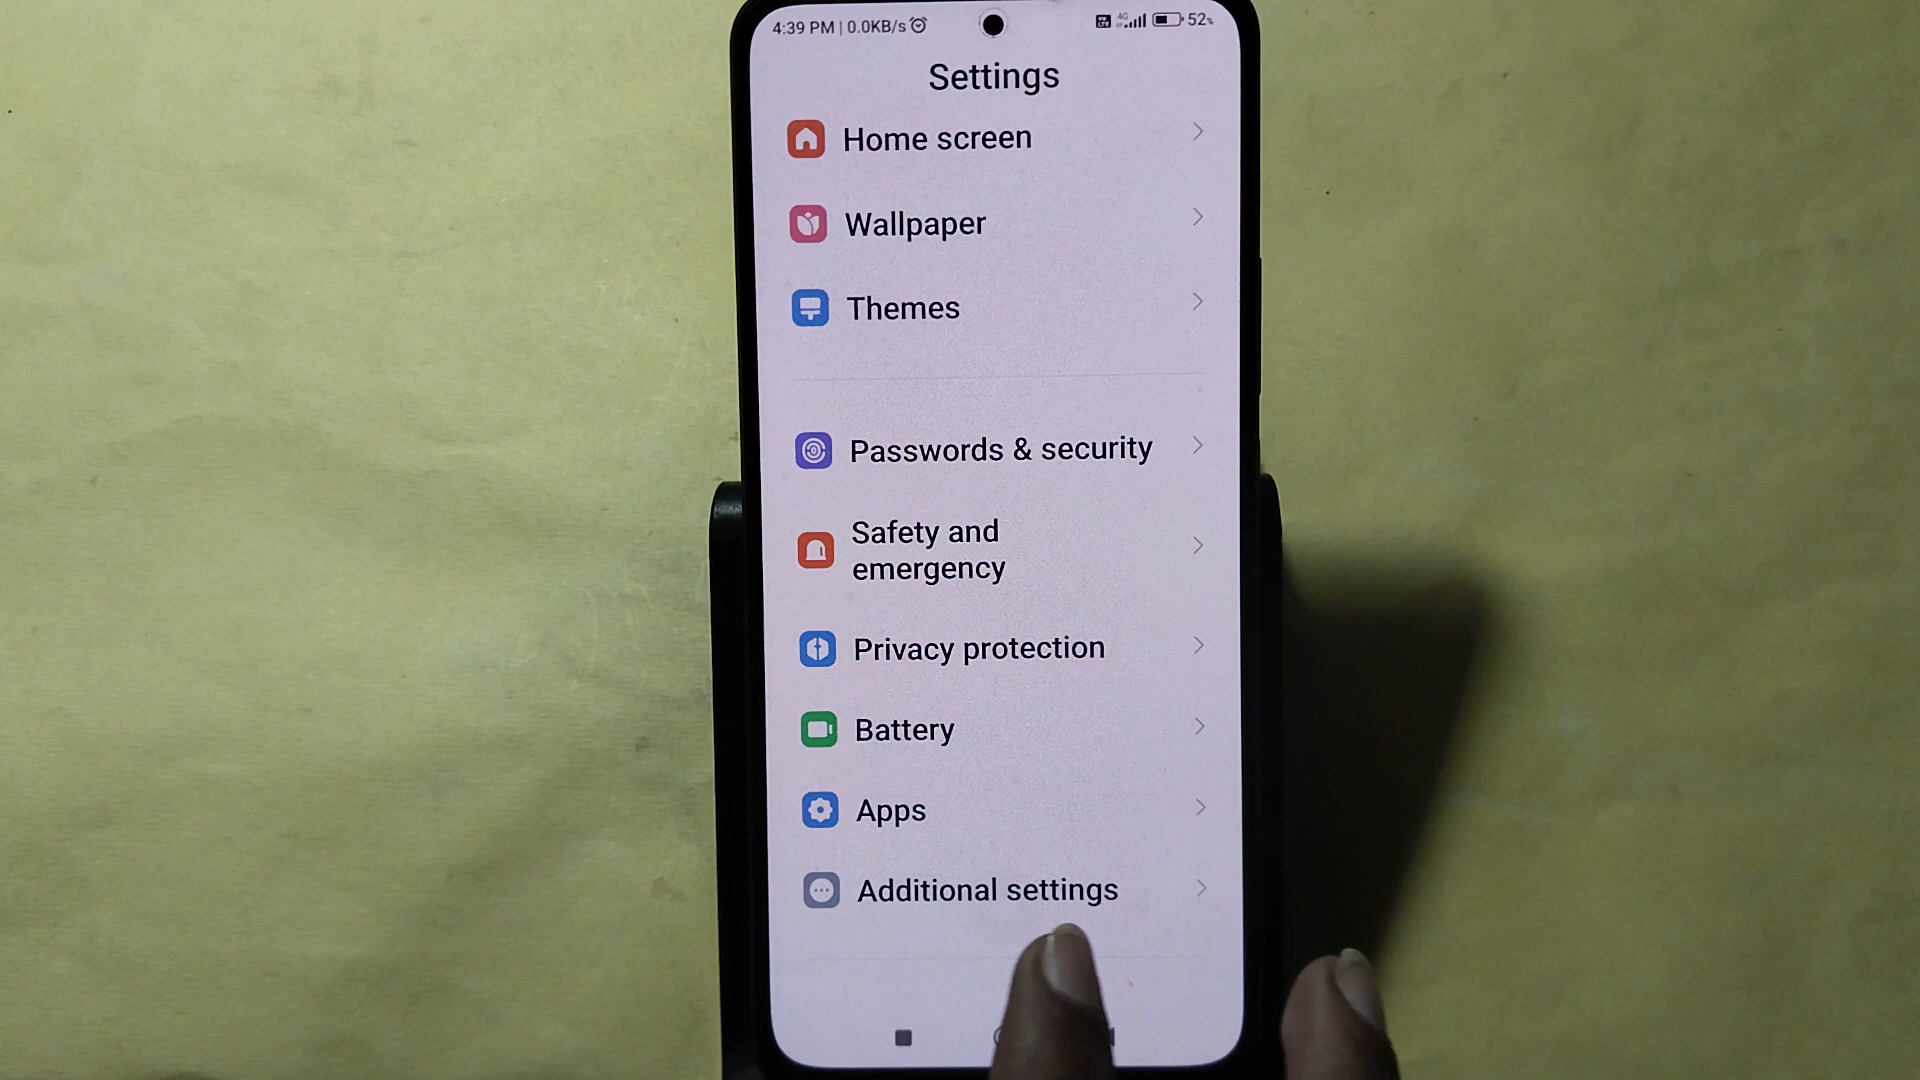 4:39 PM | 0.0KB/s
4G
52%
Settings
Home screen
Wallpaper
Themes
Passwords & security
Safety and
emergency
Privacy protection
Battery
Apps
Additional settings